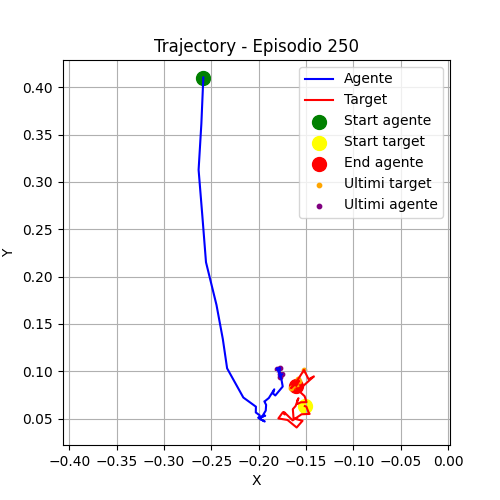 Trajectory - Episodio 250
Agente
Target
Start agente
Start target
End agente
Ultimi target
Ultimi agente
0.40
0.35
0.30
0.25
0.20
0.15
0.10
0.05
Y
−0.40 −0.35 −0.30 −0.25 −0.20 −0.15 −0.10 −0.05 0.00
X